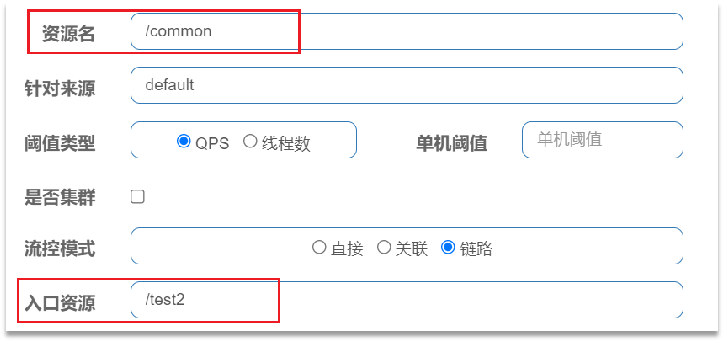 资源名 /common
针对来源 default
阈值类型 QPS 线程数 单机阈值 单机阈值
是否集群
流控模式 直接 关联 链路
入口资源 /test2